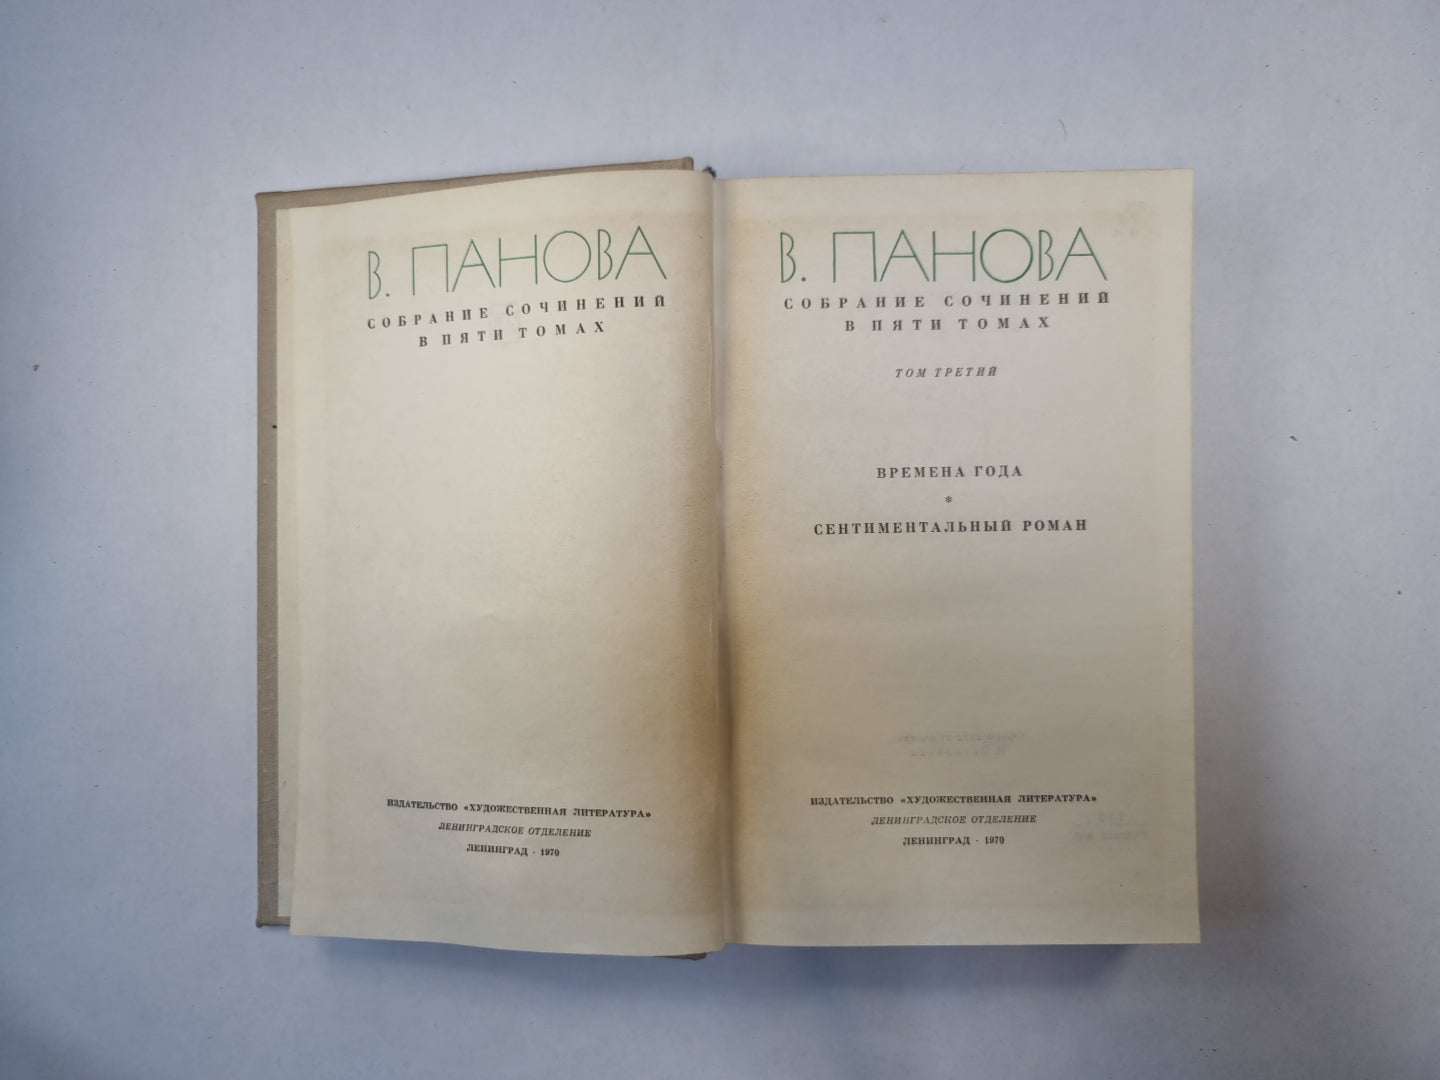 В. ПАНОВА
СОБРАНИЕ СОЧИНЕНИЙ
В ПЯТИ ТОМАХ
ИЗДАТЕЛЬСТВО «ХУДОЖЕСТВЕННАЯ ЛИТЕРАТУРА»
ЛЕНИНГРАДСКОЕ ОТДЕЛЕНИЕ
ЛЕНИНГРАД · 1970
В. ПАНОВА
СОБРАНИЕ СОЧИНЕНИЙ
В ПЯТИ ТОМАХ
ТОМ ТРЕТИЙ
ВРЕМЕНА ГОДА
*
СЕНТИМЕНТАЛЬНЫЙ РОМАН
ИЗДАТЕЛЬСТВО «ХУДОЖЕСТВЕННАЯ ЛИТЕРАТУРА»
ЛЕНИНГРАДСКОЕ ОТДЕЛЕНИЕ
ЛЕНИНГРАД · 1970